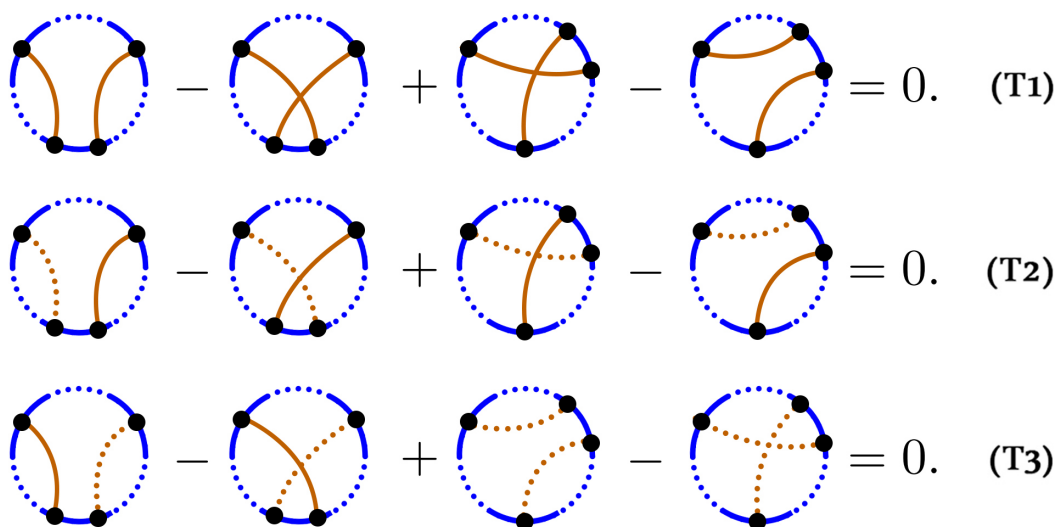 − + − = 0. (T1)
− + − = 0. (T2)
− + − = 0. (T3)